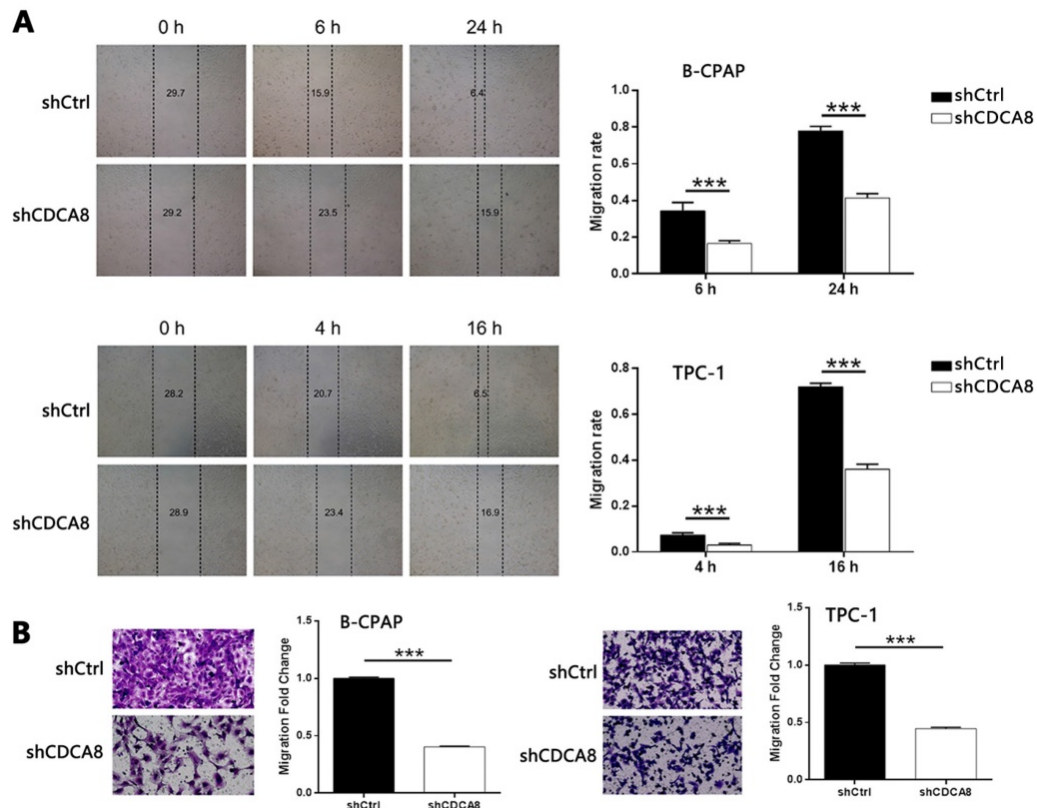 A
0 h 6 h 24 h
shCtrl
29.7 15.9 6.4
shCDCA8
29.2 23.5 15.9
B-CPAP
Migration rate
1.0
0.8
0.6
0.4
0.2
0.0
*** ***
6 h 24 h
shCtrl
shCDCA8
0 h 4 h 16 h
shCtrl
28.2 20.7 6.5
shCDCA8
28.9 23.4 16.9
TPC-1
Migration rate
0.8
0.6
0.4
0.2
0.0
*** ***
4 h 16 h
shCtrl
shCDCA8
B
shCtrl
shCDCA8
B-CPAP
Migration Fold Change
1.5
1.0
0.5
0.0
***
shCtrl shCDCA8
shCtrl
shCDCA8
TPC-1
Migration Fold Change
1.5
1.0
0.5
0.0
***
shCtrl shCDCA8